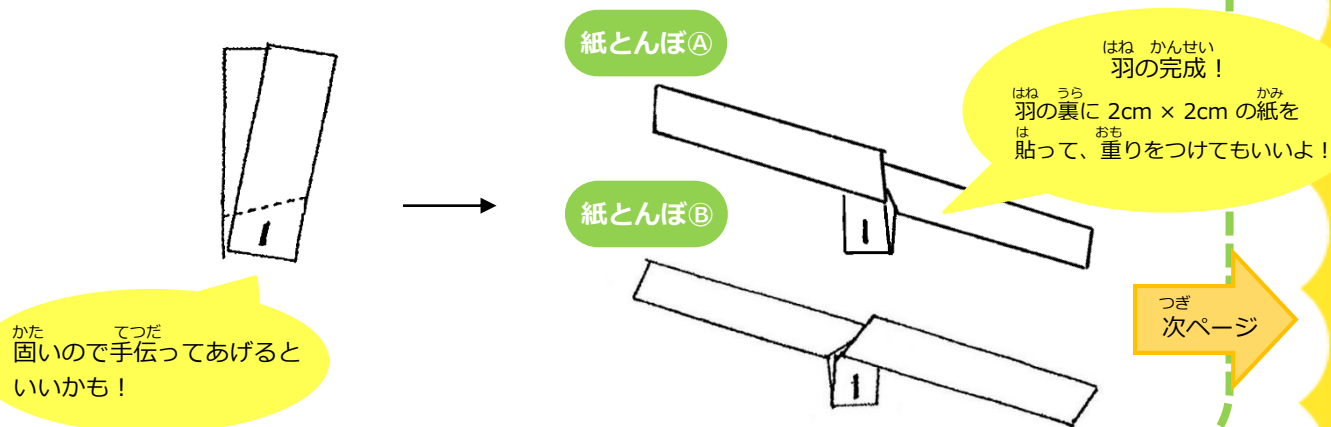 1
かた てつだ
固いので手伝ってあげると
いいかも！
紙とんぼⒶ
1
紙とんぼⒷ
1
はね かんせい
羽の完成！
はね うら かみ
羽の裏に 2cm × 2cm の紙を
は おも
貼って、重りをつけてもいいよ！
つぎ
次ページ